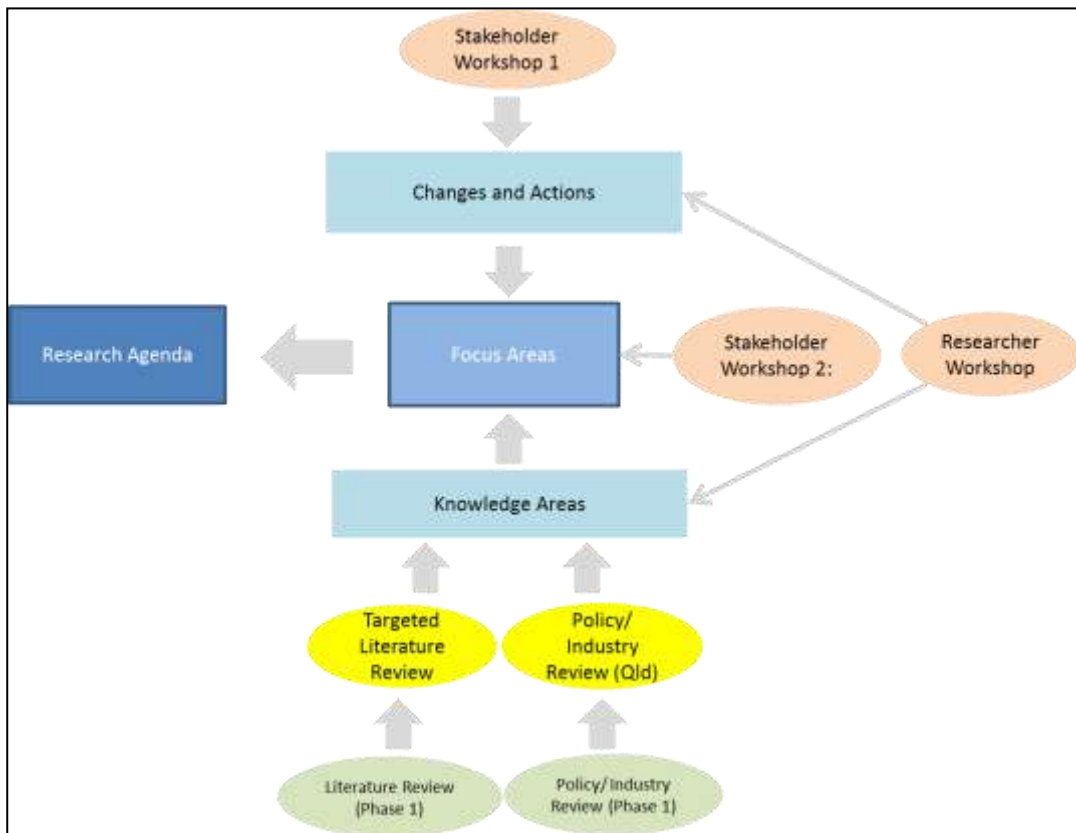 Stakeholder
Workshop 1
Changes and Actions
Research Agenda
Focus Areas
Stakeholder
Workshop 2:
Researcher
Workshop
Knowledge Areas
Targeted
Literature
Review
Policy/
Industry
Review (Qld)
Literature Review
(Phase 1)
Policy/ Industry
Review (Phase 1)